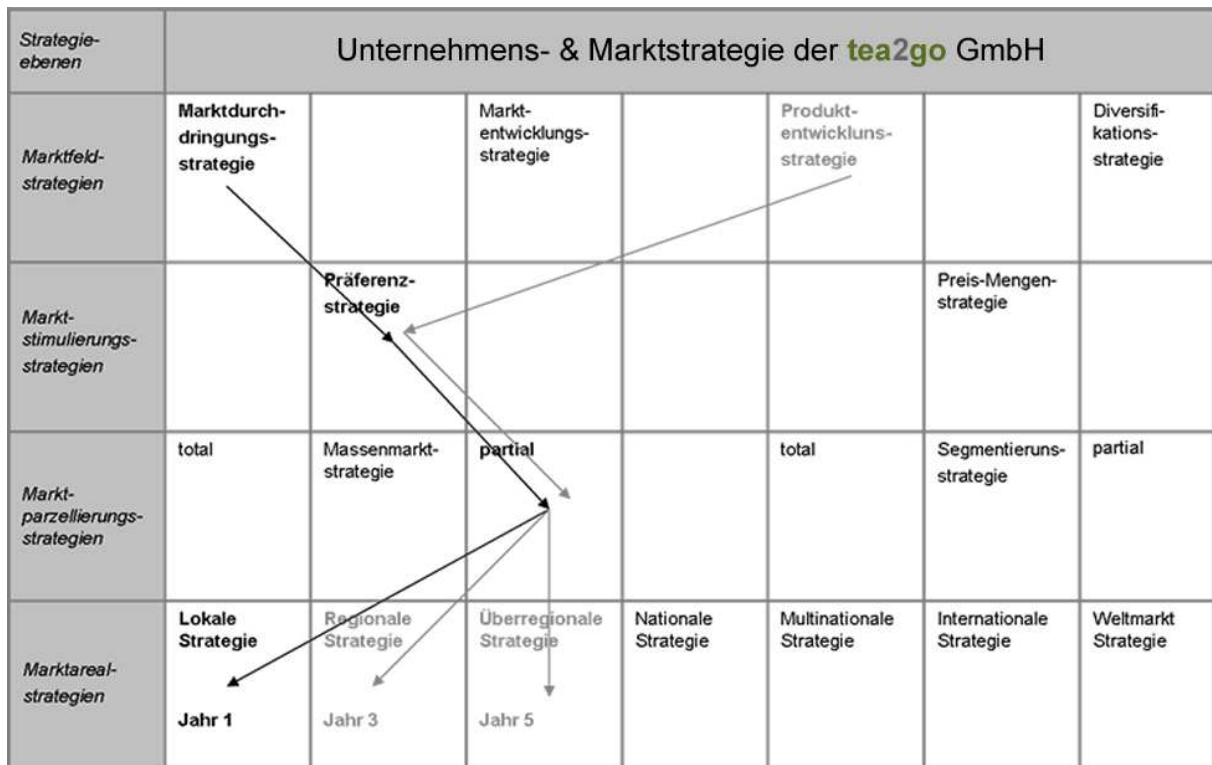 Strategie-
ebenen
Unternehmens- & Marktstrategie der tea2go GmbH
Marktfeld-
strategien
Marktdurch-
dringungs-
strategie
Markt-
entwicklungs-
strategie
Produkt-
entwickluns-
strategie
Diversifi-
kations-
strategie
Markt-
stimulierungs-
strategien
Präferenz-
strategie
Preis-Mengen-
strategie
Markt-
parzellierungs-
strategien
total
Massenmarkt-
strategie
partial
total
Segmentieruns-
strategie
partial
Marktareal-
strategien
Lokale
Strategie
Jahr 1
Regionale
Strategie
Jahr 3
Überregionale
Strategie
Jahr 5
Nationale
Strategie
Multinationale
Strategie
Internationale
Strategie
Weltmarkt
Strategie